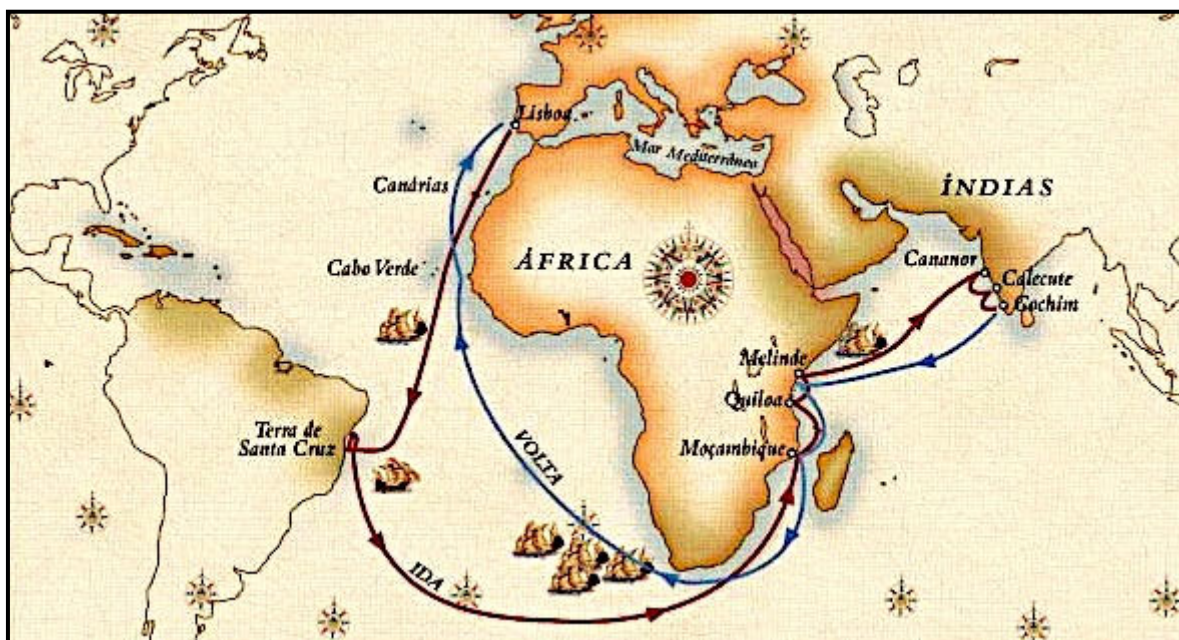 Lisboa
Mar Mediterrâneo
Canárias
ÍNDIAS
Cabo Verde
ÁFRICA
Cananor
Calecute
Cochim
Melinde
Quíloa
Terra de
Santa Cruz
Moçambique
VOLTA
IDA